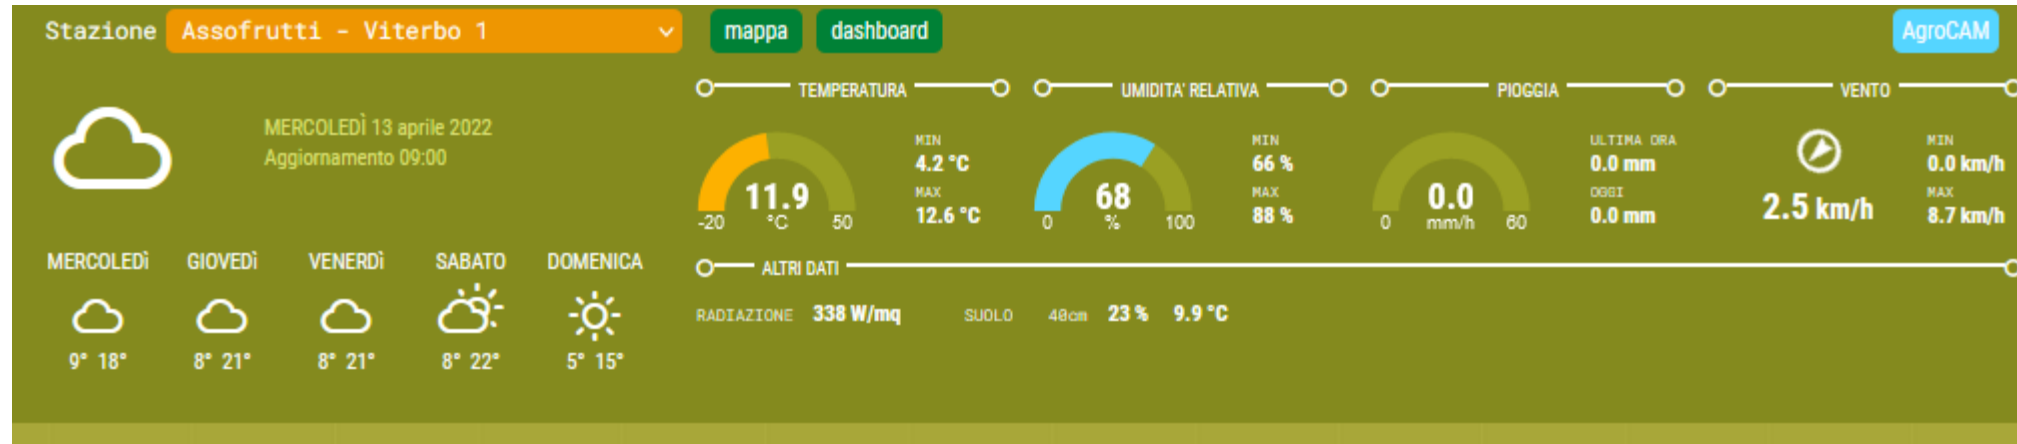 Stazione Assofrutti - Viterbo 1 mappa dashboard AgroCAM
MERCOLEDÌ 13 aprile 2022
Aggiornamento 09:00
TEMPERATURA
11.9
°C
-20 50
MIN
4.2 °C
MAX
12.6 °C
UMIDITA' RELATIVA
68
%
0 100
MIN
66 %
MAX
88 %
PIOGGIA
0.0
mm/h
0 60
ULTIMA ORA
0.0 mm
OGGI
0.0 mm
VENTO
2.5 km/h
MIN
0.0 km/h
MAX
8.7 km/h
MERCOLEDÌ GIOVEDÌ VENERDÌ SABATO DOMENICA
9° 18° 8° 21° 8° 21° 8° 22° 5° 15°
ALTRI DATI
RADIAZIONE 338 W/mq SUOLO 40cm 23 % 9.9 °C